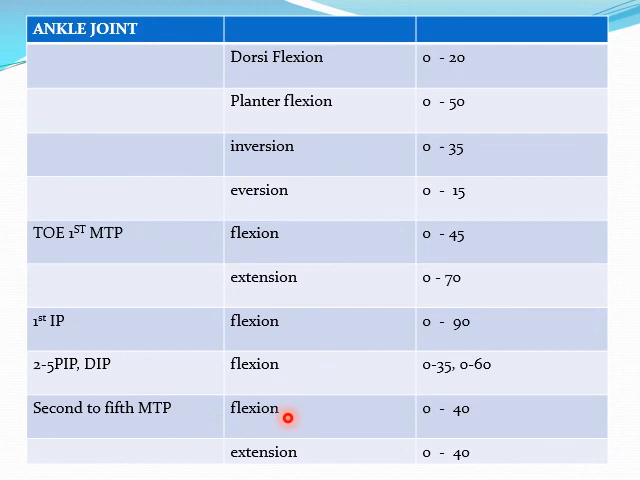 ANKLE JOINT
Dorsi Flexion 0 - 20
Planter flexion 0 - 50
inversion 0 - 35
eversion 0 - 15
TOE 1ST MTP flexion 0 - 45
extension 0 - 70
1st IP flexion 0 - 90
2-5PIP, DIP flexion 0-35, 0-60
Second to fifth MTP flexion 0 - 40
extension 0 - 40